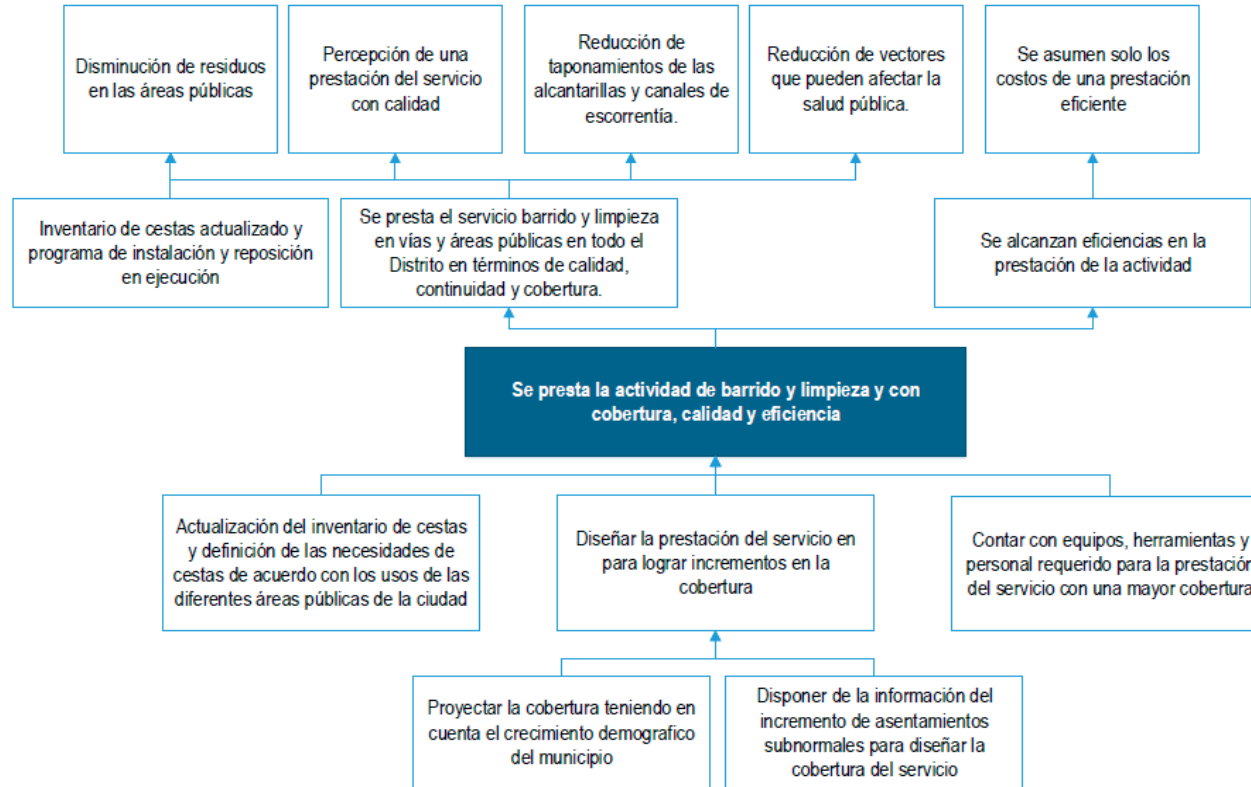 Disminución de residuos
en las áreas públicas
Percepción de una
prestación del servicio
con calidad
Reducción de
taponamientos de las
alcantarillas y canales de
escorrentía.
Reducción de vectores
que pueden afectar la
salud pública.
Se asumen solo los
costos de una prestación
eficiente
Inventario de cestas actualizado y
programa de instalación y reposición
en ejecución
Se presta el servicio barrido y limpieza
en vías y áreas públicas en todo el
Distrito en términos de calidad,
continuidad y cobertura.
Se alcanzan eficiencias en la
prestación de la actividad
Se presta la actividad de barrido y limpieza y con
cobertura, calidad y eficiencia
Actualización del inventario de cestas
y definición de las necesidades de
cestas de acuerdo con los usos de las
diferentes áreas públicas de la ciudad
Diseñar la prestación del servicio en
para lograr incrementos en la
cobertura
Contar con equipos, herramientas y
personal requerido para la prestación
del servicio con una mayor cobertura
Proyectar la cobertura teniendo en
cuenta el crecimiento demografico
del municipio
Disponer de la información del
incremento de asentamientos
subnormales para diseñar la
cobertura del servicio